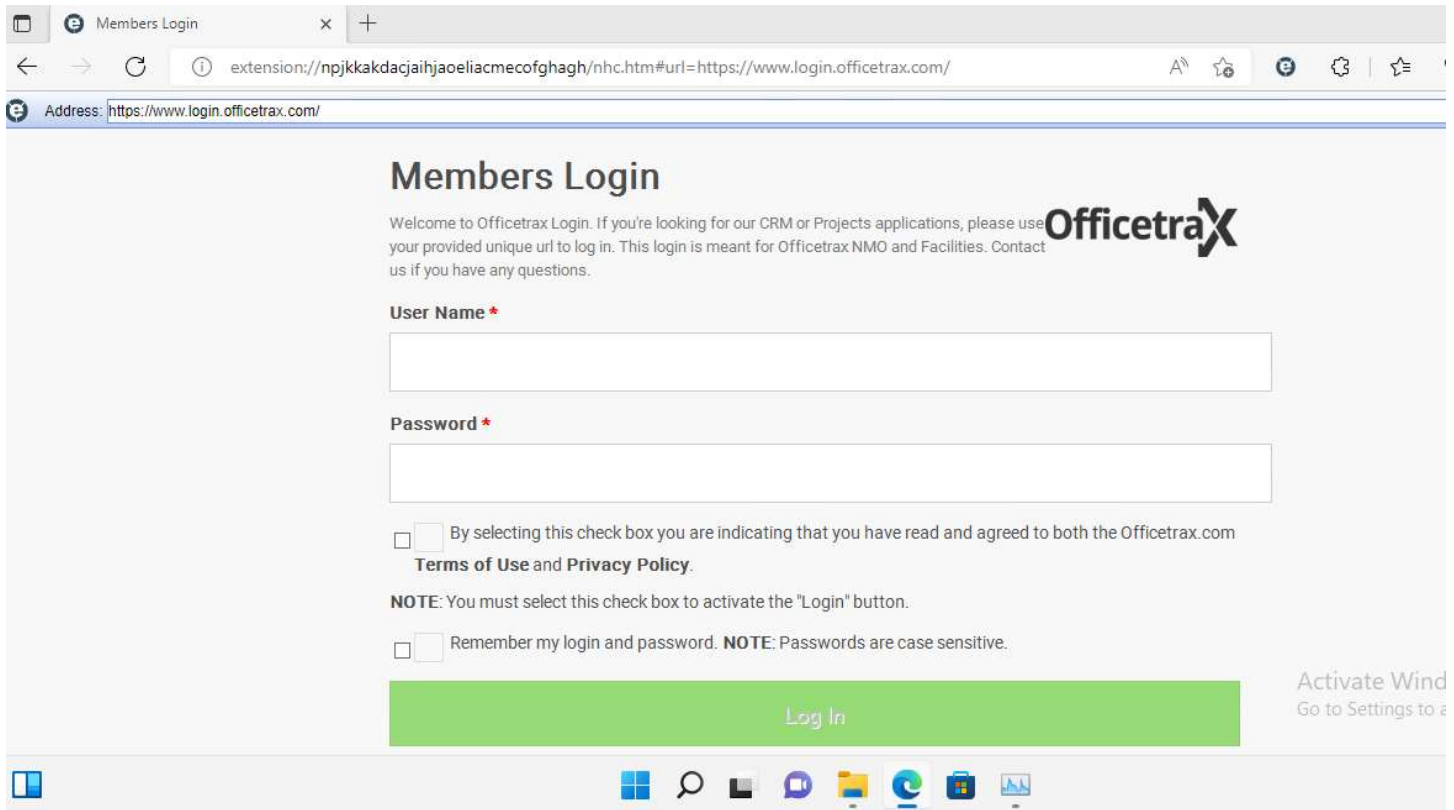 Members Login
extension://npjkkakdacjaihjaoeliacmecofghagh/nhc.htm#url=https://www.login.officetrax.com/
Address: https://www.login.officetrax.com/
Members Login
Welcome to Officetrax Login. If you're looking for our CRM or Projects applications, please use
your provided unique url to log in. This login is meant for Officetrax NMO and Facilities. Contact
us if you have any questions.
OfficetraX
User Name *
Password *
By selecting this check box you are indicating that you have read and agreed to both the Officetrax.com
Terms of Use and Privacy Policy.
NOTE: You must select this check box to activate the "Login" button.
Remember my login and password. NOTE: Passwords are case sensitive.
Activate Wind
Go to Settings to a
Log In